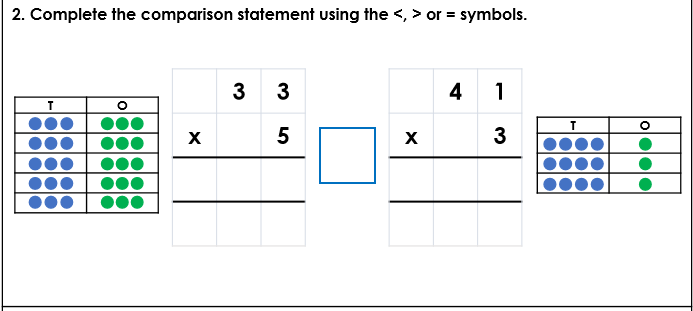 2. Complete the comparison statement using the <, > or = symbols.
T O
3 3
x 5
4 1
x 3
T O